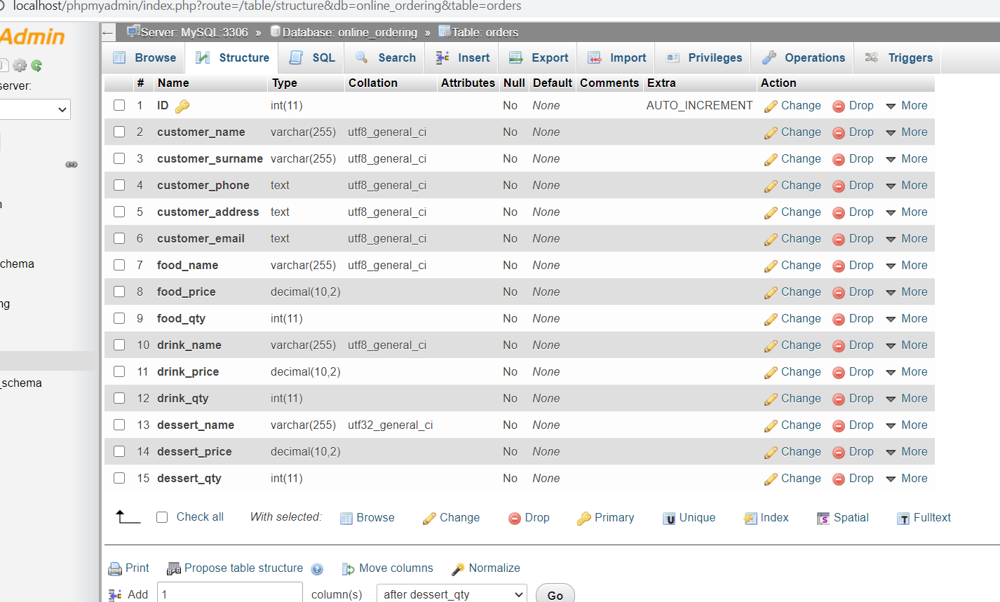 localhost/phpmyadmin/index.php?route=/table/structure&db=online_ordering&table=orders
Admin
Server: MySQL:3306 » Database: online_ordering » Table: orders
Browse Structure SQL Search Insert Export Import Privileges Operations Triggers
server:
# Name Type Collation Attributes Null Default Comments Extra Action
1 ID int(11) No None AUTO_INCREMENT Change Drop More
2 customer_name varchar(255) utf8_general_ci No None Change Drop More
3 customer_surname varchar(255) utf8_general_ci No None Change Drop More
4 customer_phone text utf8_general_ci No None Change Drop More
5 customer_address text utf8_general_ci No None Change Drop More
6 customer_email text utf8_general_ci No None Change Drop More
chema
7 food_name varchar(255) utf8_general_ci No None Change Drop More
8 food_price decimal(10,2) No None Change Drop More
ng
9 food_qty int(11) No None Change Drop More
10 drink_name varchar(255) utf8_general_ci No None Change Drop More
11 drink_price decimal(10,2) No None Change Drop More
_schema
12 drink_qty int(11) No None Change Drop More
13 dessert_name varchar(255) utf32_general_ci No None Change Drop More
14 dessert_price decimal(10,2) No None Change Drop More
15 dessert_qty int(11) No None Change Drop More
Check all With selected: Browse Change Drop Primary Unique Index Spatial Fulltext
Print Propose table structure Move columns Normalize
Add 1 column(s) after dessert_qty Go